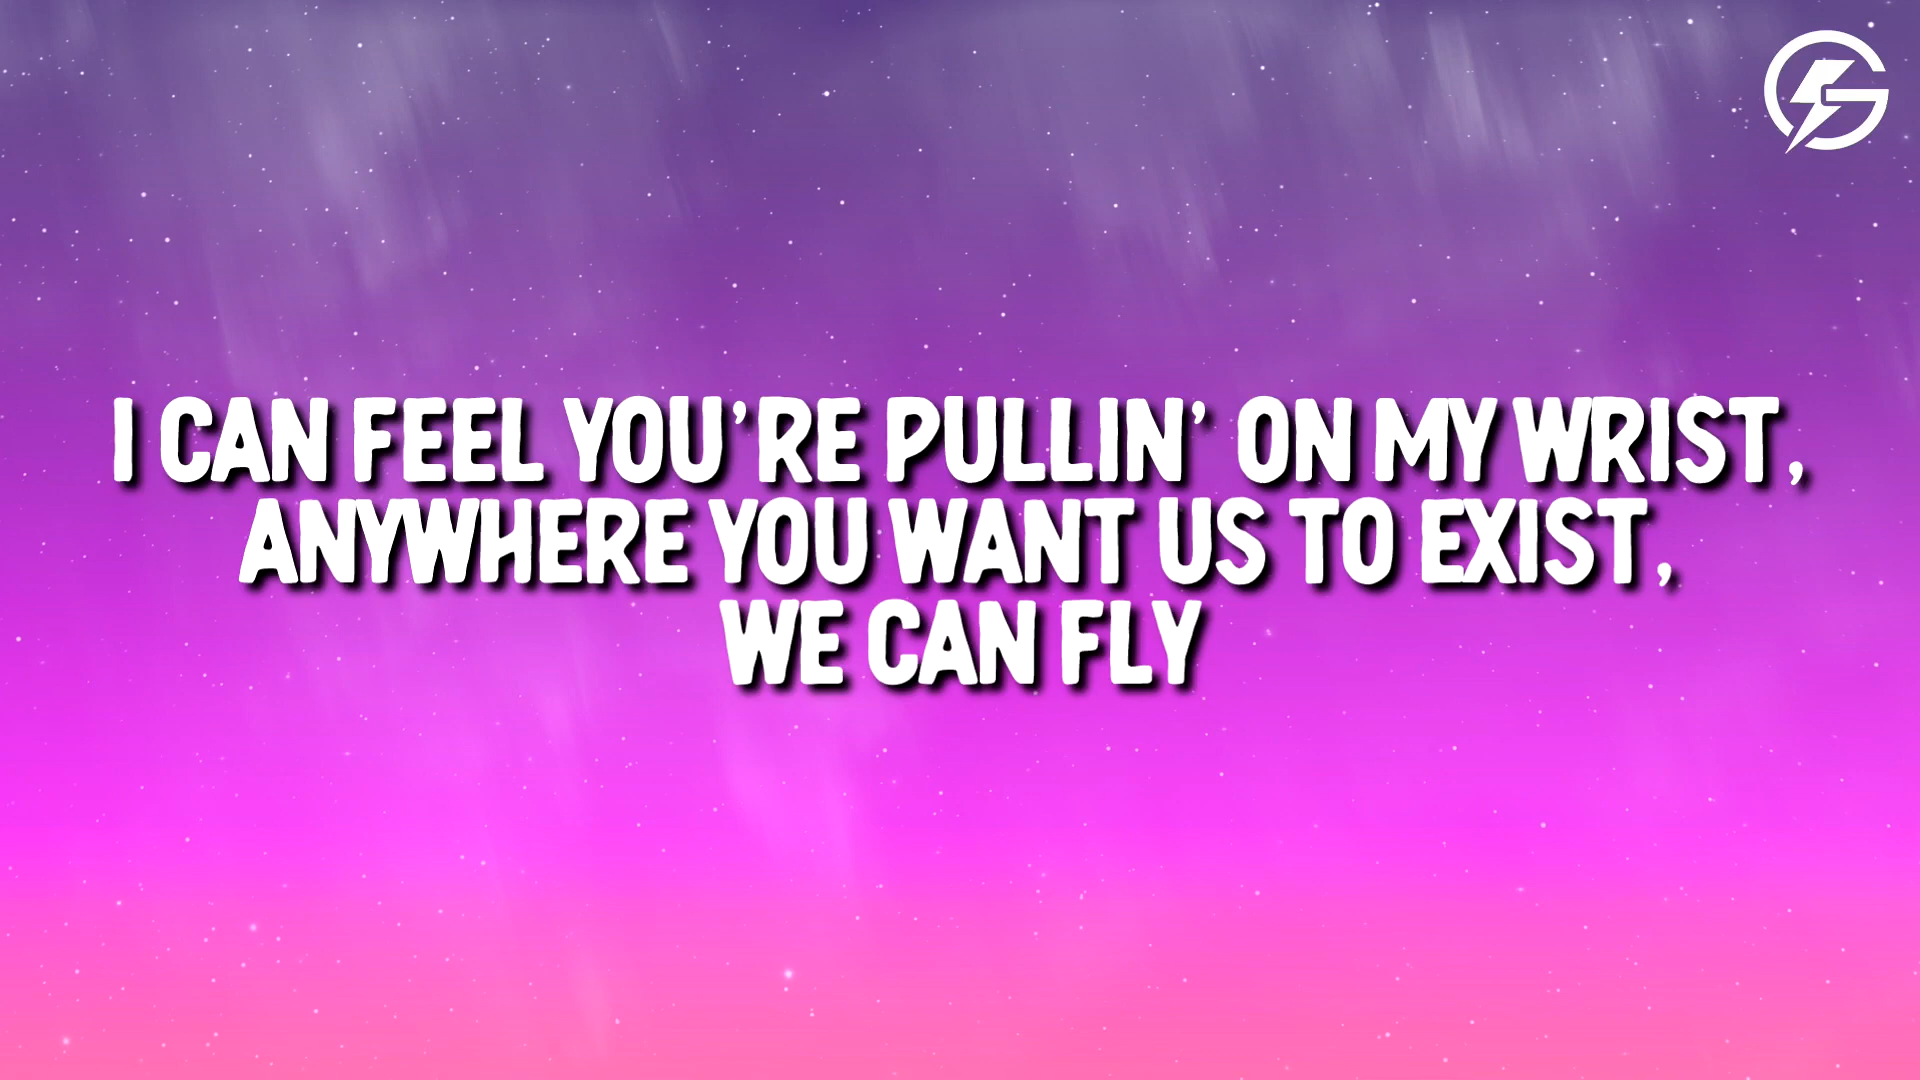 I CAN FEEL YOU’RE PULLIN’ ON MY WRIST,
ANYWHERE YOU WANT US TO EXIST,
WE CAN FLY